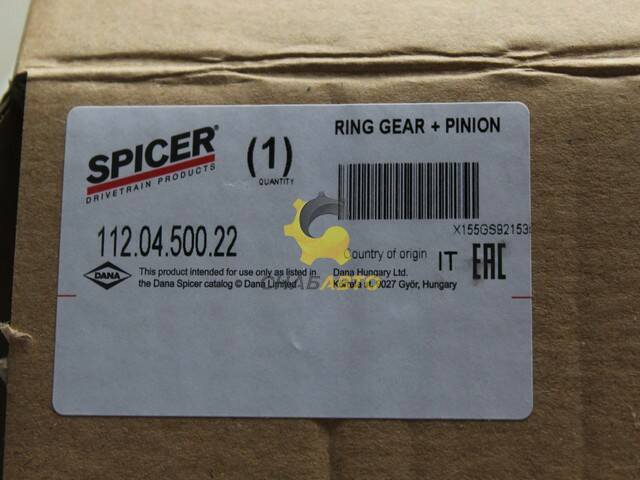 SPICER®
DRIVETRAIN PRODUCTS
(1)
QUANTITY
RING GEAR + PINION
X155GS92153
112.04.500.22
Country of origin IT EAC
DANA
This product intended for use only as listed in
the Dana Spicer catalog © Dana Limited
Dana Hungary Ltd.
Győr, Hungary
СНАБАВТО